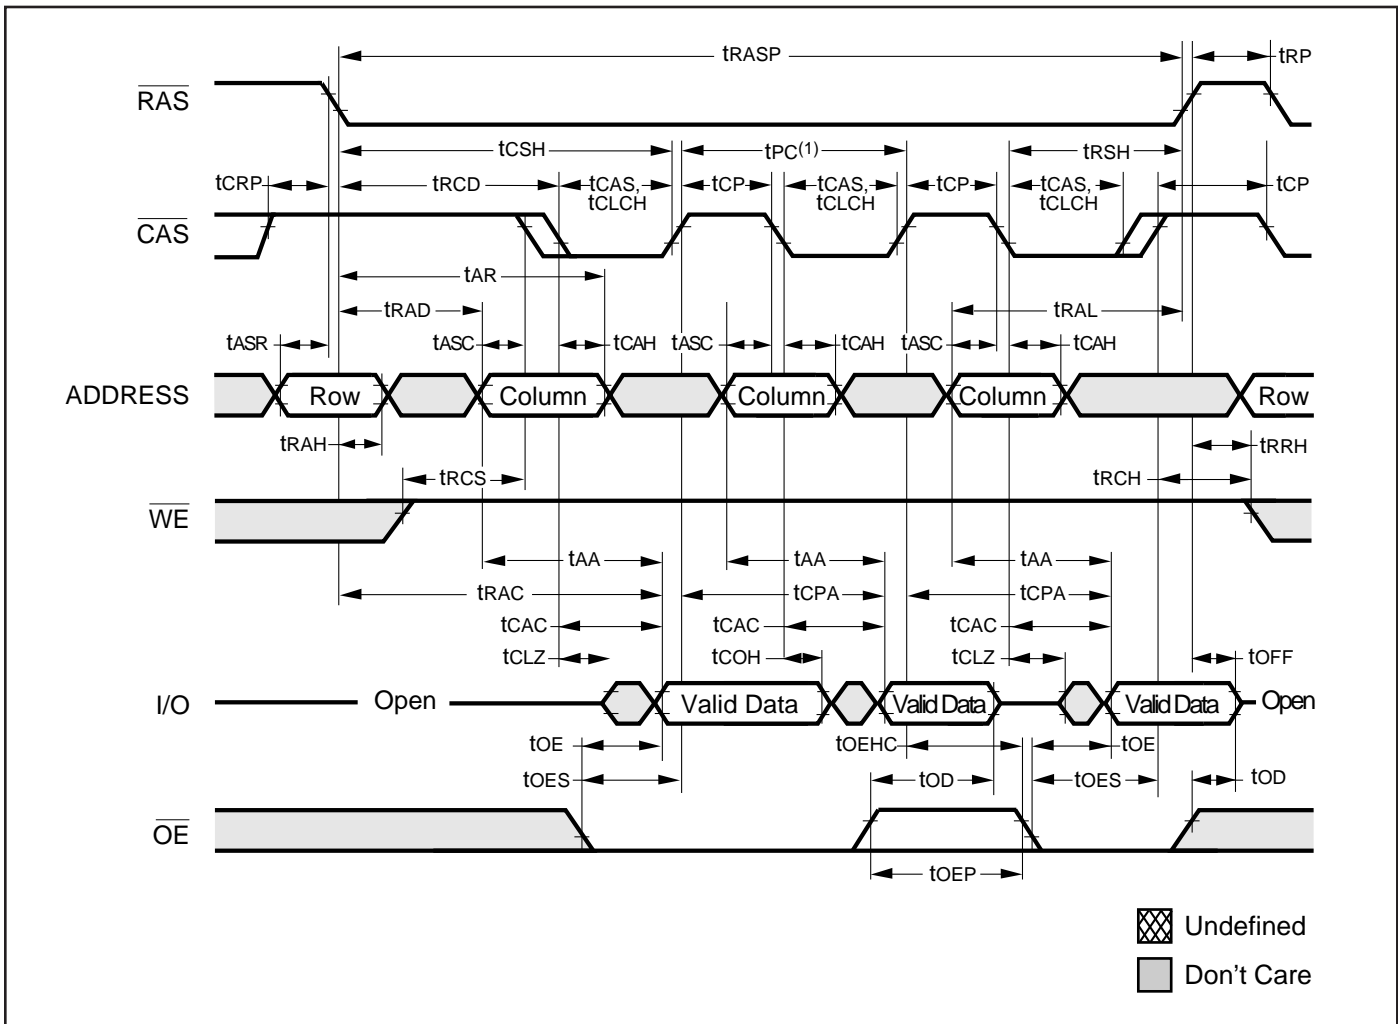 tRASP tRP
RAS
tCSH tPC(1) tRSH
tCRP tRCD tCAS, tCLCH tCP tCAS, tCLCH tCP tCAS, tCLCH tCP
CAS
tAR
tRAD tRAL
tASR tASC tCAH tASC tCAH tASC tCAH
ADDRESS Row Column Column Column Row
tRAH tRRH
tRCS tRCH
WE
tAA tAA tAA
tRAC tCPA tCPA
tCAC tCAC tCAC
tCLZ tCOH tCLZ tOFF
I/O Open Valid Data Valid Data Valid Data Open
tOE tOEHC tOE
tOES tOD tOES tOD
OE
tOEP
Undefined
Don't Care